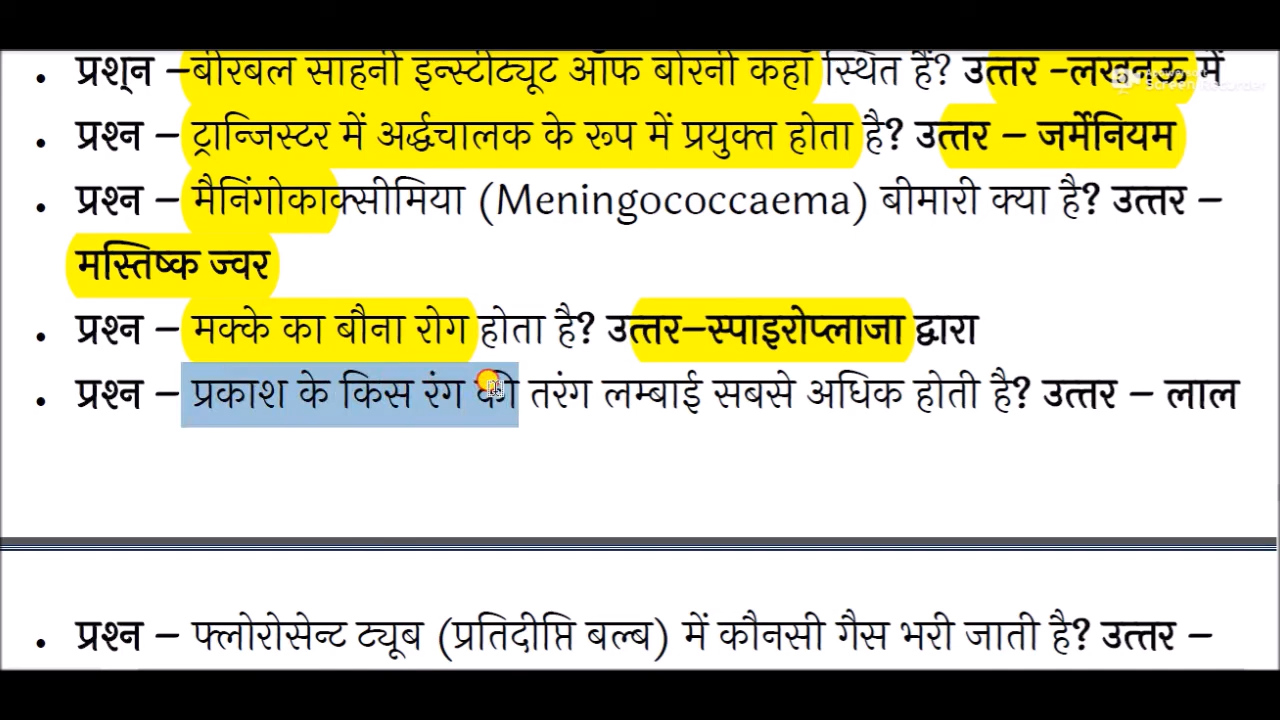 • प्रश्न –बीरबल साहनी इन्स्टीट्यूट ऑफ बोरनी कहाँ स्थित हैं? उत्तर -लखनऊ में
• प्रश्न – ट्रान्जिस्टर में अर्द्धचालक के रूप में प्रयुक्त होता है? उत्तर – जर्मेनियम
• प्रश्न – मैनिंगोकाक्सीमिया (Meningococcaema) बीमारी क्या है? उत्तर –
मस्तिष्क ज्वर
• प्रश्न – मक्के का बौना रोग होता है? उत्तर–स्पाइरोप्लाजा द्वारा
• प्रश्न – प्रकाश के किस रंग की तरंग लम्बाई सबसे अधिक होती है? उत्तर – लाल
• प्रश्न – फ्लोरोसेन्ट ट्यूब (प्रतिदीप्ति बल्ब) में कौनसी गैस भरी जाती है? उत्तर –